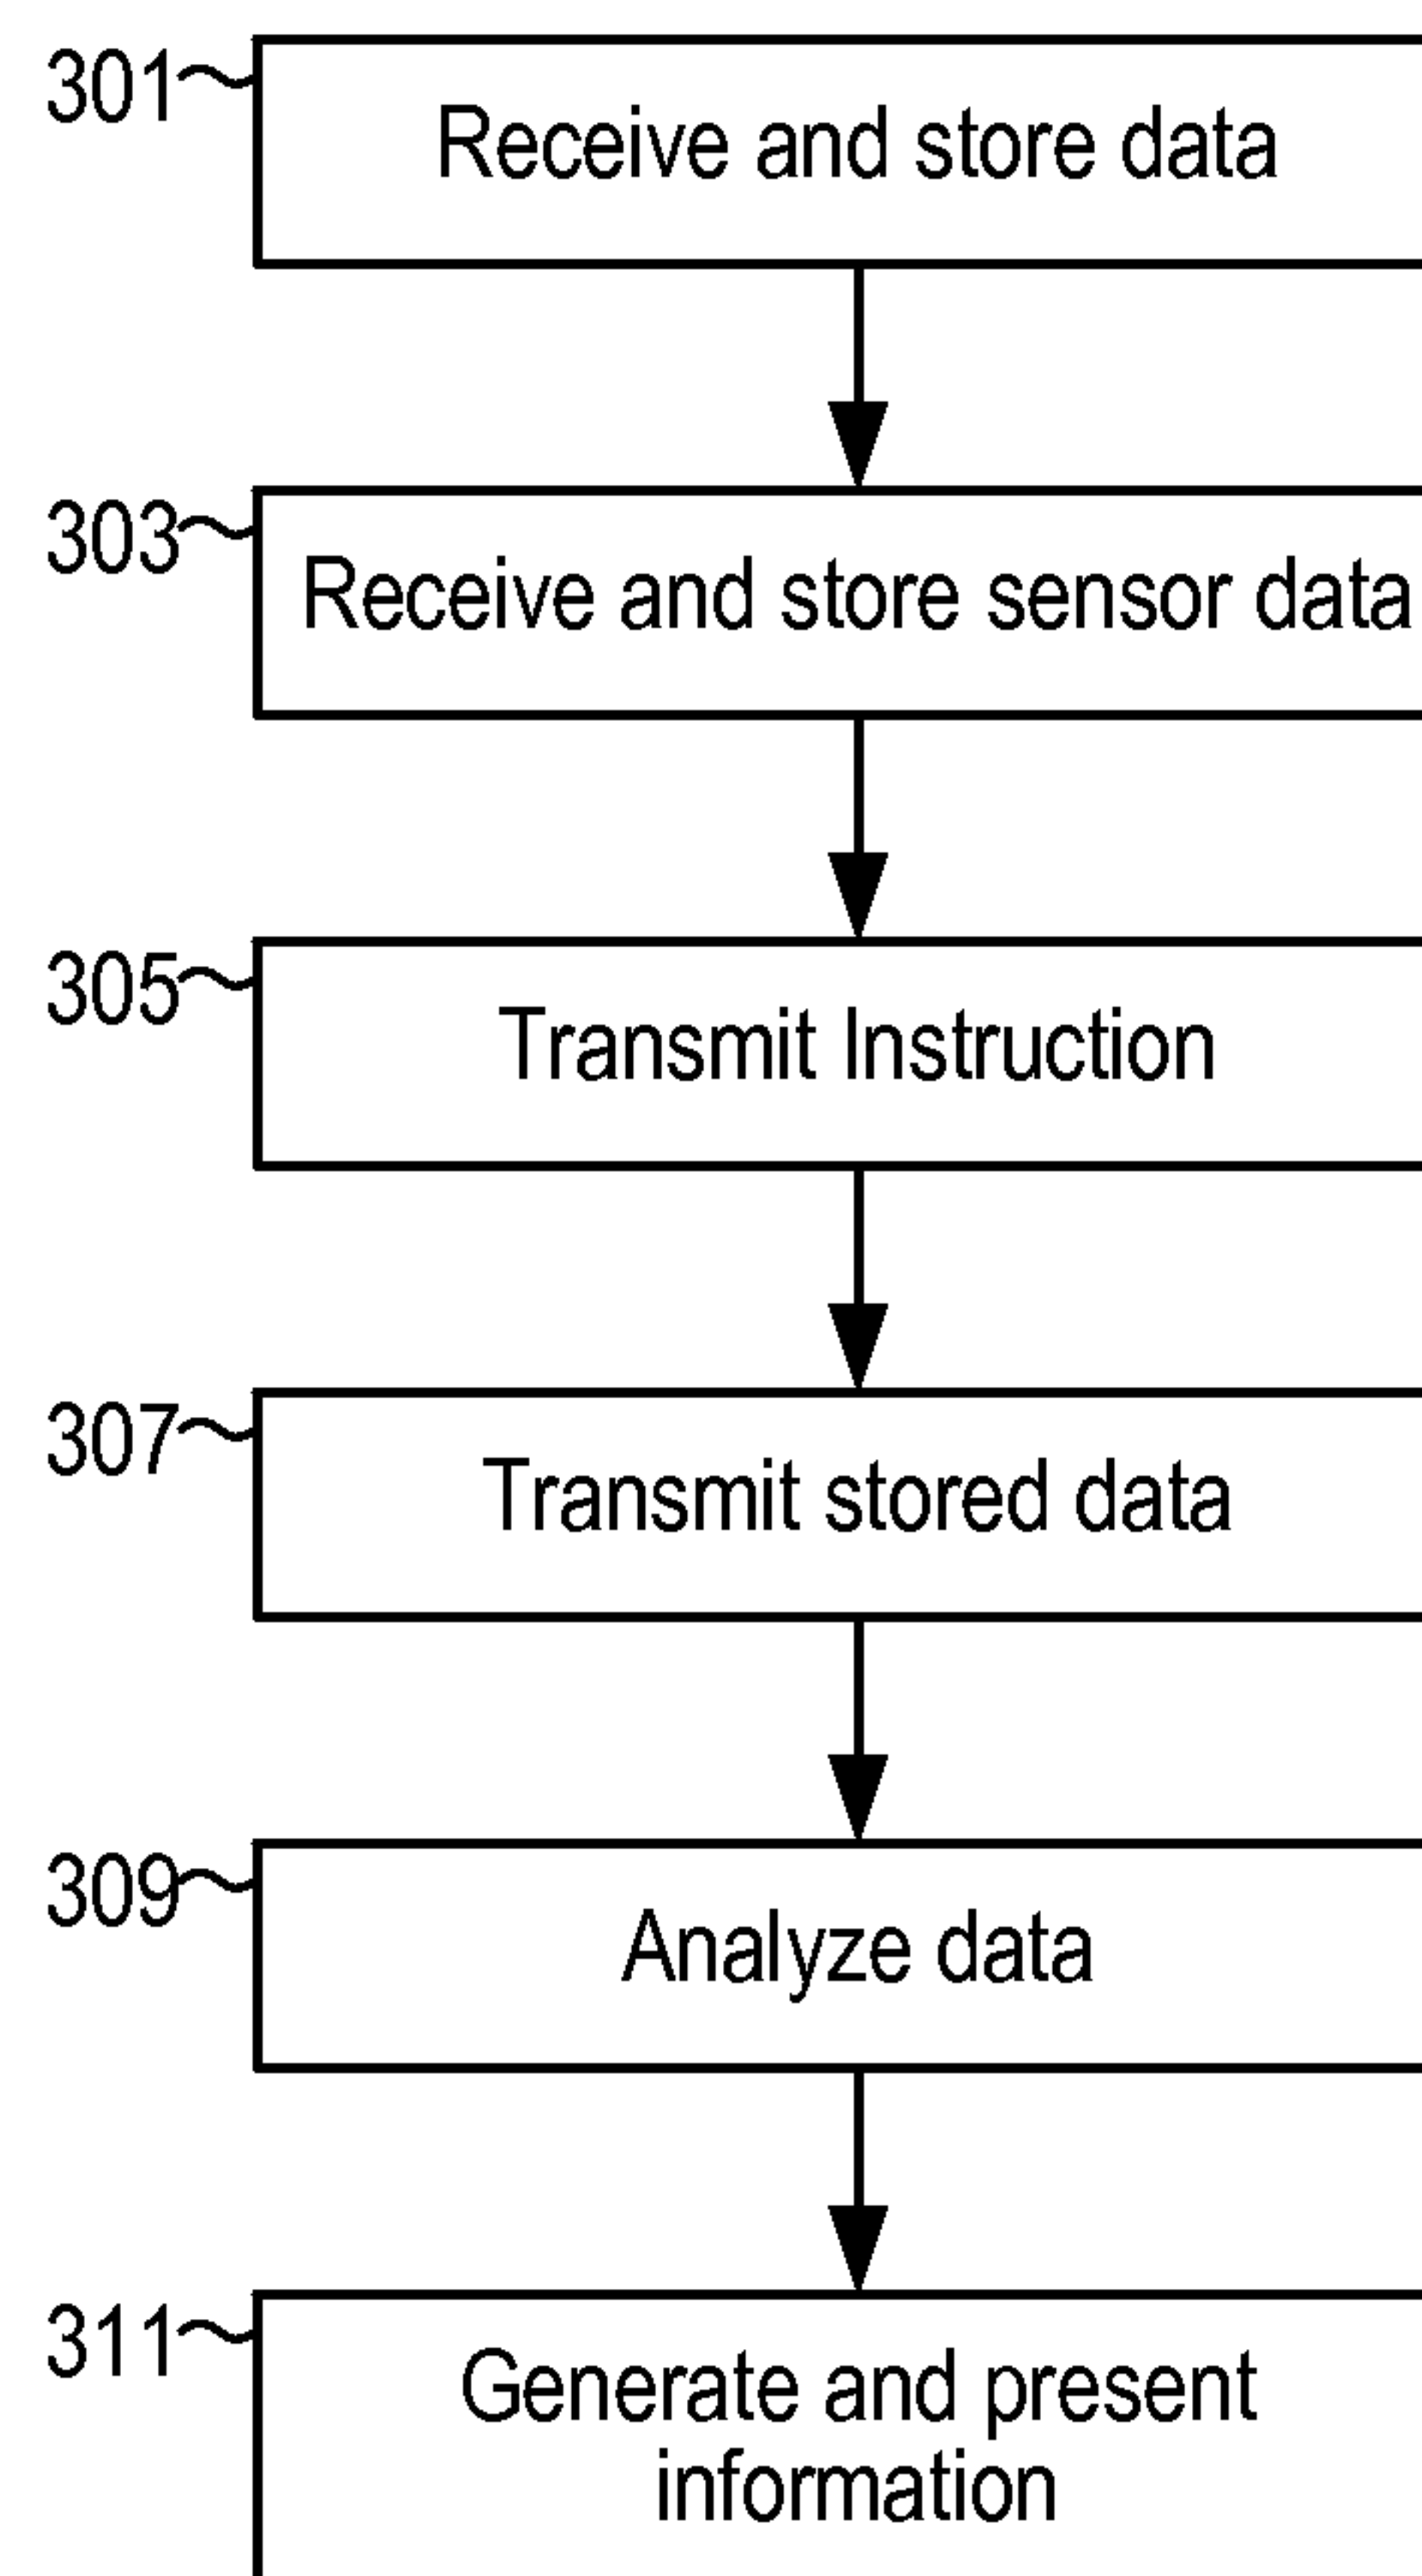 301
Receive and store data
303
Receive and store sensor data
305
Transmit Instruction
307
Transmit stored data
309
Analyze data
311
Generate and present
information